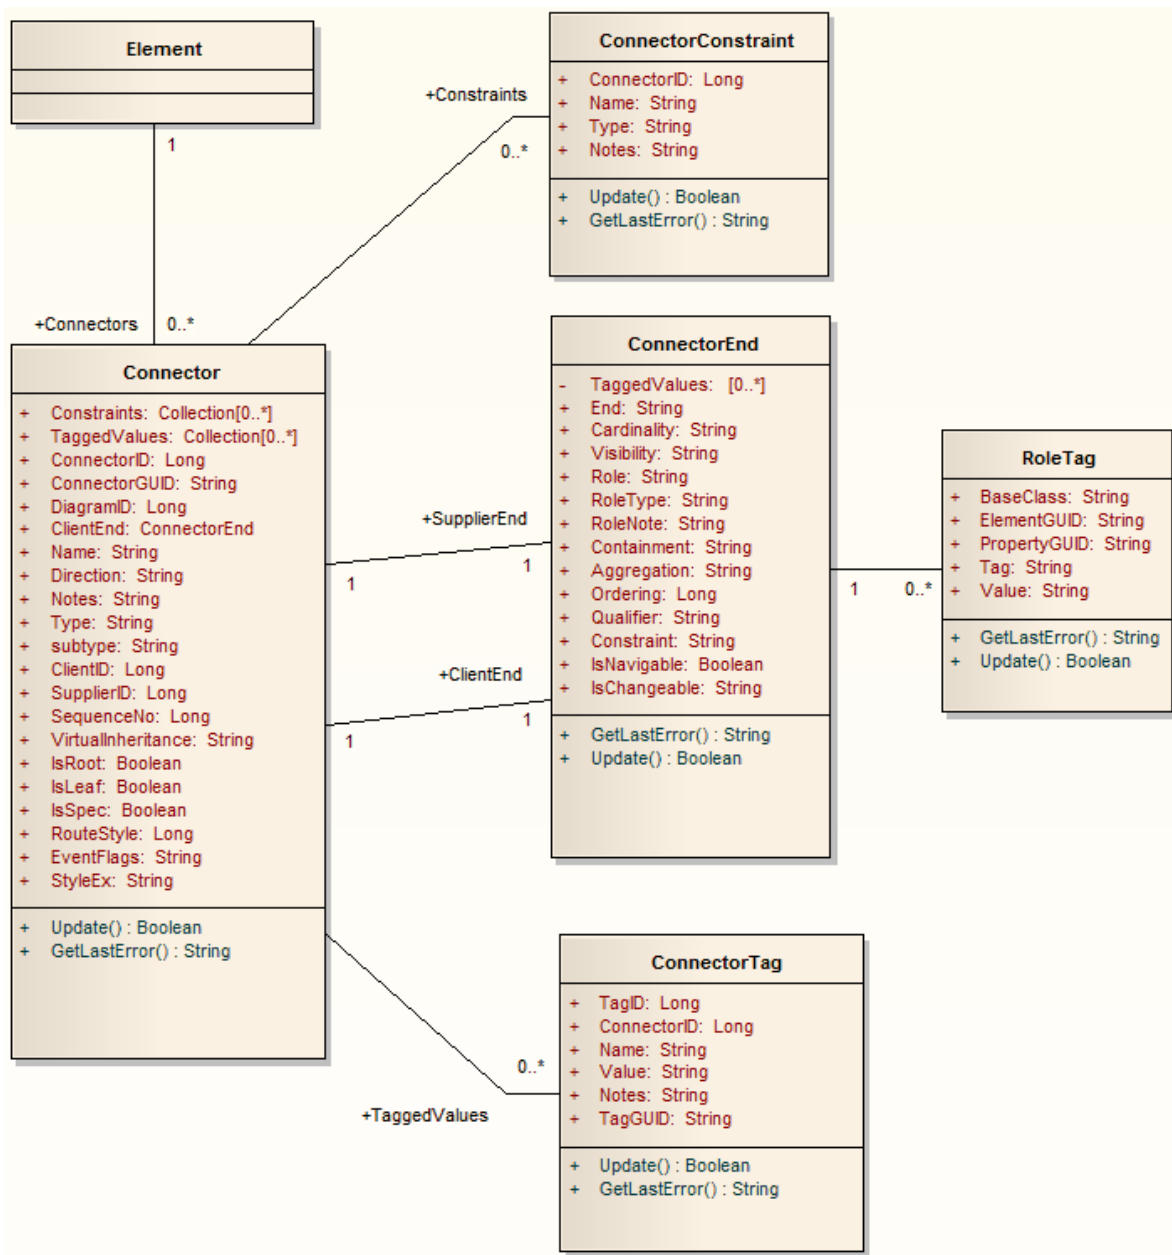 Element
1
+Connectors
0..*
ConnectorConstraint
+ ConnectorID: Long
+ Name: String
+ Type: String
+ Notes: String
+ Update() : Boolean
+ GetLastError() : String
+Constraints
0..*
Connector
+ Constraints: Collection[0..*]
+ TaggedValues: Collection[0..*]
+ ConnectorID: Long
+ ConnectorGUID: String
+ DiagramID: Long
+ ClientEnd: ConnectorEnd
+ Name: String
+ Direction: String
+ Notes: String
+ Type: String
+ subtype: String
+ ClientID: Long
+ SupplierID: Long
+ SequenceNo: Long
+ VirtualInheritance: String
+ IsRoot: Boolean
+ IsLeaf: Boolean
+ IsSpec: Boolean
+ RouteStyle: Long
+ EventFlags: String
+ StyleEx: String
+ Update() : Boolean
+ GetLastError() : String
+SupplierEnd
1
1
+ClientEnd
1
1
ConnectorEnd
- TaggedValues: [0..*]
+ End: String
+ Cardinality: String
+ Visibility: String
+ Role: String
+ RoleType: String
+ RoleNote: String
+ Containment: String
+ Aggregation: String
+ Ordering: Long
+ Qualifier: String
+ Constraint: String
+ IsNavigable: Boolean
+ IsChangeable: String
+ GetLastError() : String
+ Update() : Boolean
1
0..*
RoleTag
+ BaseClass: String
+ ElementGUID: String
+ PropertyGUID: String
+ Tag: String
+ Value: String
+ GetLastError() : String
+ Update() : Boolean
0..*
+TaggedValues
ConnectorTag
+ TagID: Long
+ ConnectorID: Long
+ Name: String
+ Value: String
+ Notes: String
+ TagGUID: String
+ Update() : Boolean
+ GetLastError() : String